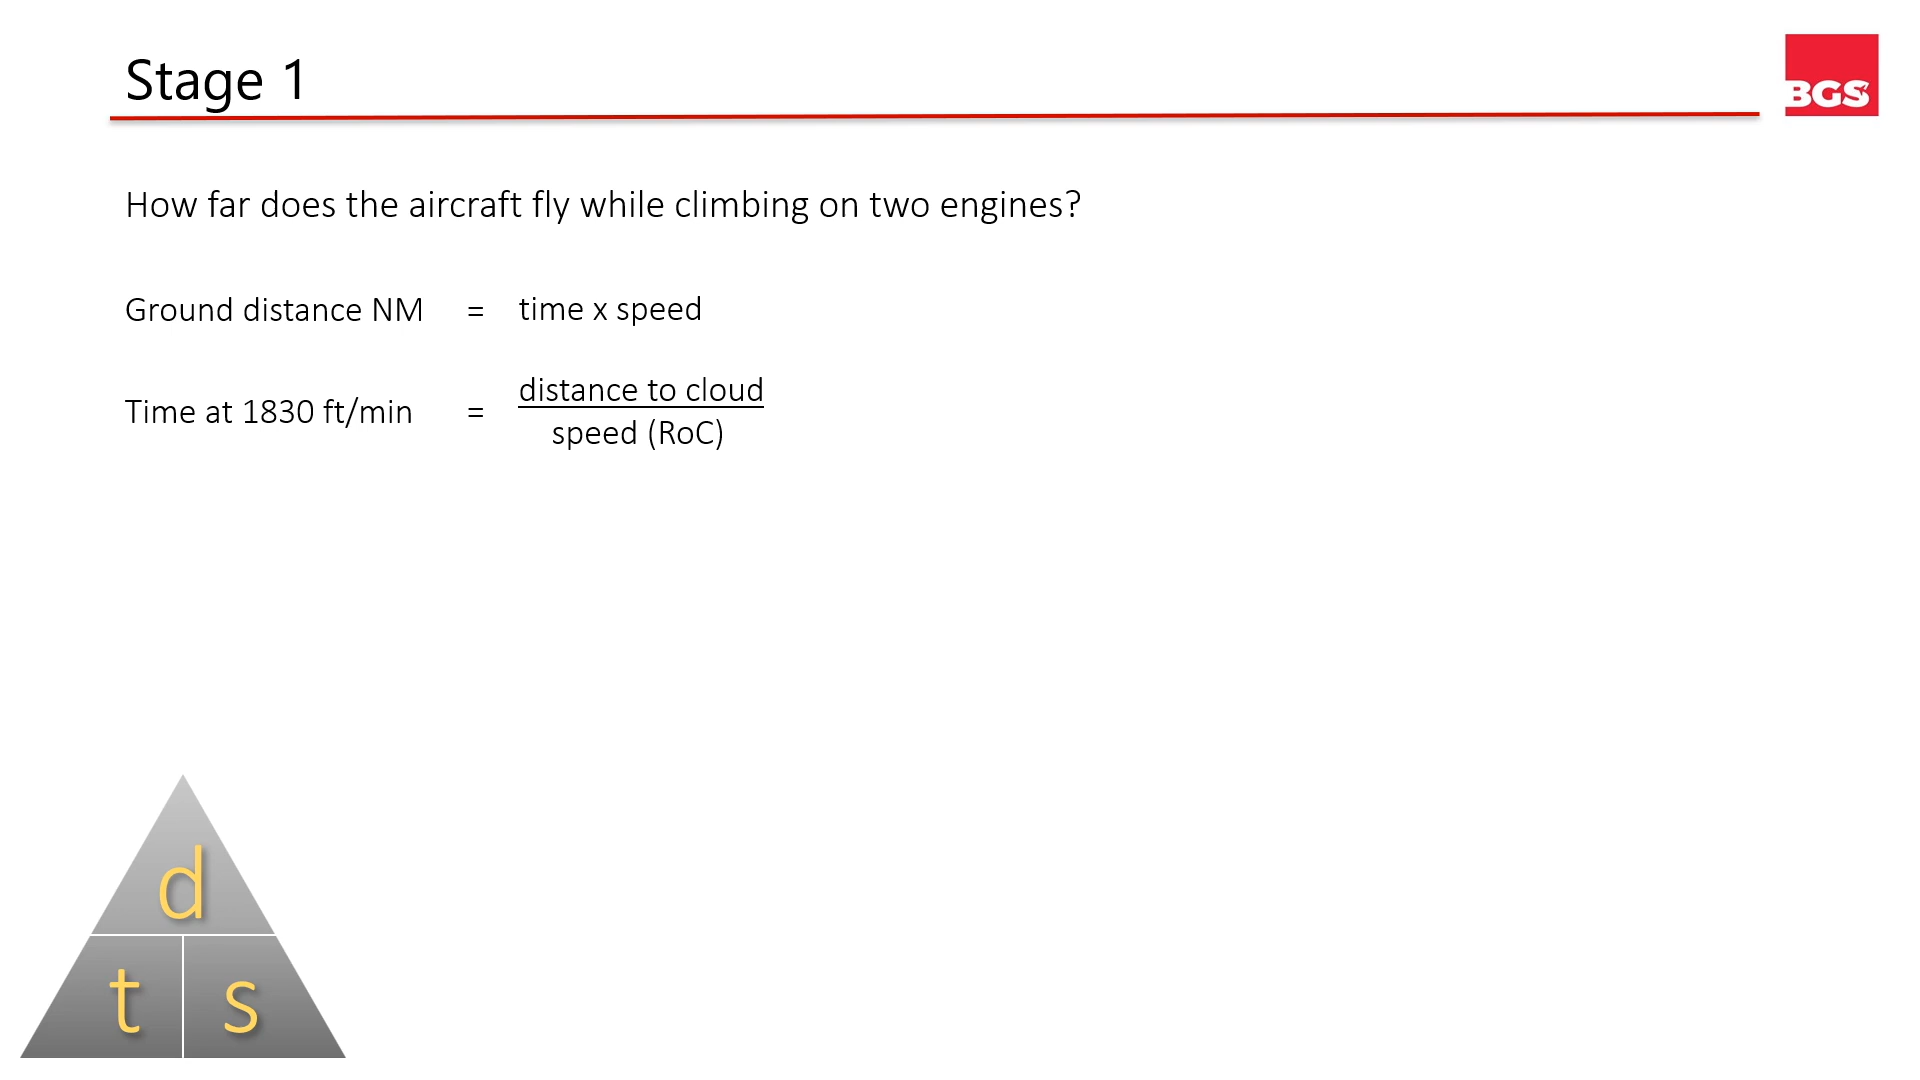 Stage 1
BGS
How far does the aircraft fly while climbing on two engines?
Ground distance NM = time x speed
Time at 1830 ft/min = distance to cloud
speed (RoC)
d
t s